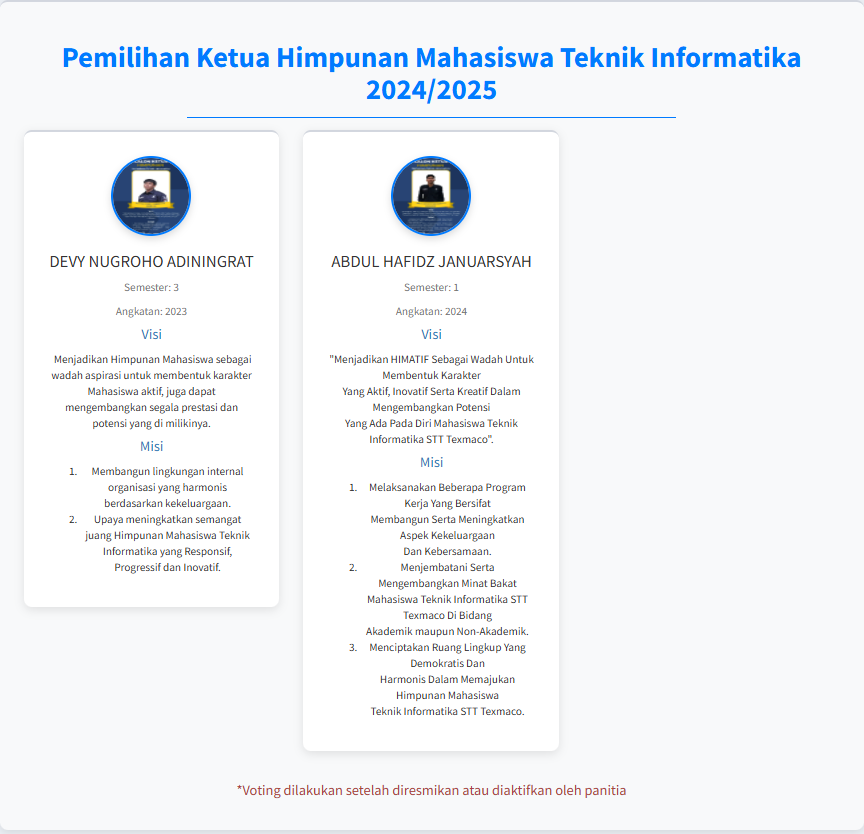 Pemilihan Ketua Himpunan Mahasiswa Teknik Informatika
2024/2025
DEVY NUGROHO ADININGRAT
Semester: 3
Angkatan: 2023
Visi
Menjadikan Himpunan Mahasiswa sebagai
wadah aspirasi untuk membentuk karakter
Mahasiswa aktif, juga dapat
mengembangkan segala prestasi dan
potensi yang di milikinya.
Misi
1. Membangun lingkungan internal
organisasi yang harmonis
berdasarkan kekeluargaan.
2. Upaya meningkatkan semangat
juang Himpunan Mahasiswa Teknik
Informatika yang Responsif,
Progressif dan Inovatif.
ABDUL HAFIDZ JANUARSYAH
Semester: 1
Angkatan: 2024
Visi
"Menjadikan HIMATIF Sebagai Wadah Untuk
Membentuk Karakter
Yang Aktif, Inovatif Serta Kreatif Dalam
Mengembangkan Potensi
Yang Ada Pada Diri Mahasiswa Teknik
Informatika STT Texmaco".
Misi
1. Melaksanakan Beberapa Program
Kerja Yang Bersifat
Membangun Serta Meningkatkan
Aspek Kekeluargaan
Dan Kebersamaan.
2. Menjembatani Serta
Mengembangkan Minat Bakat
Mahasiswa Teknik Informatika STT
Texmaco Di Bidang
Akademik maupun Non-Akademik.
3. Menciptakan Ruang Lingkup Yang
Demokratis Dan
Harmonis Dalam Memajukan
Himpunan Mahasiswa
Teknik Informatika STT Texmaco.
*Voting dilakukan setelah diresmikan atau diaktifkan oleh panitia